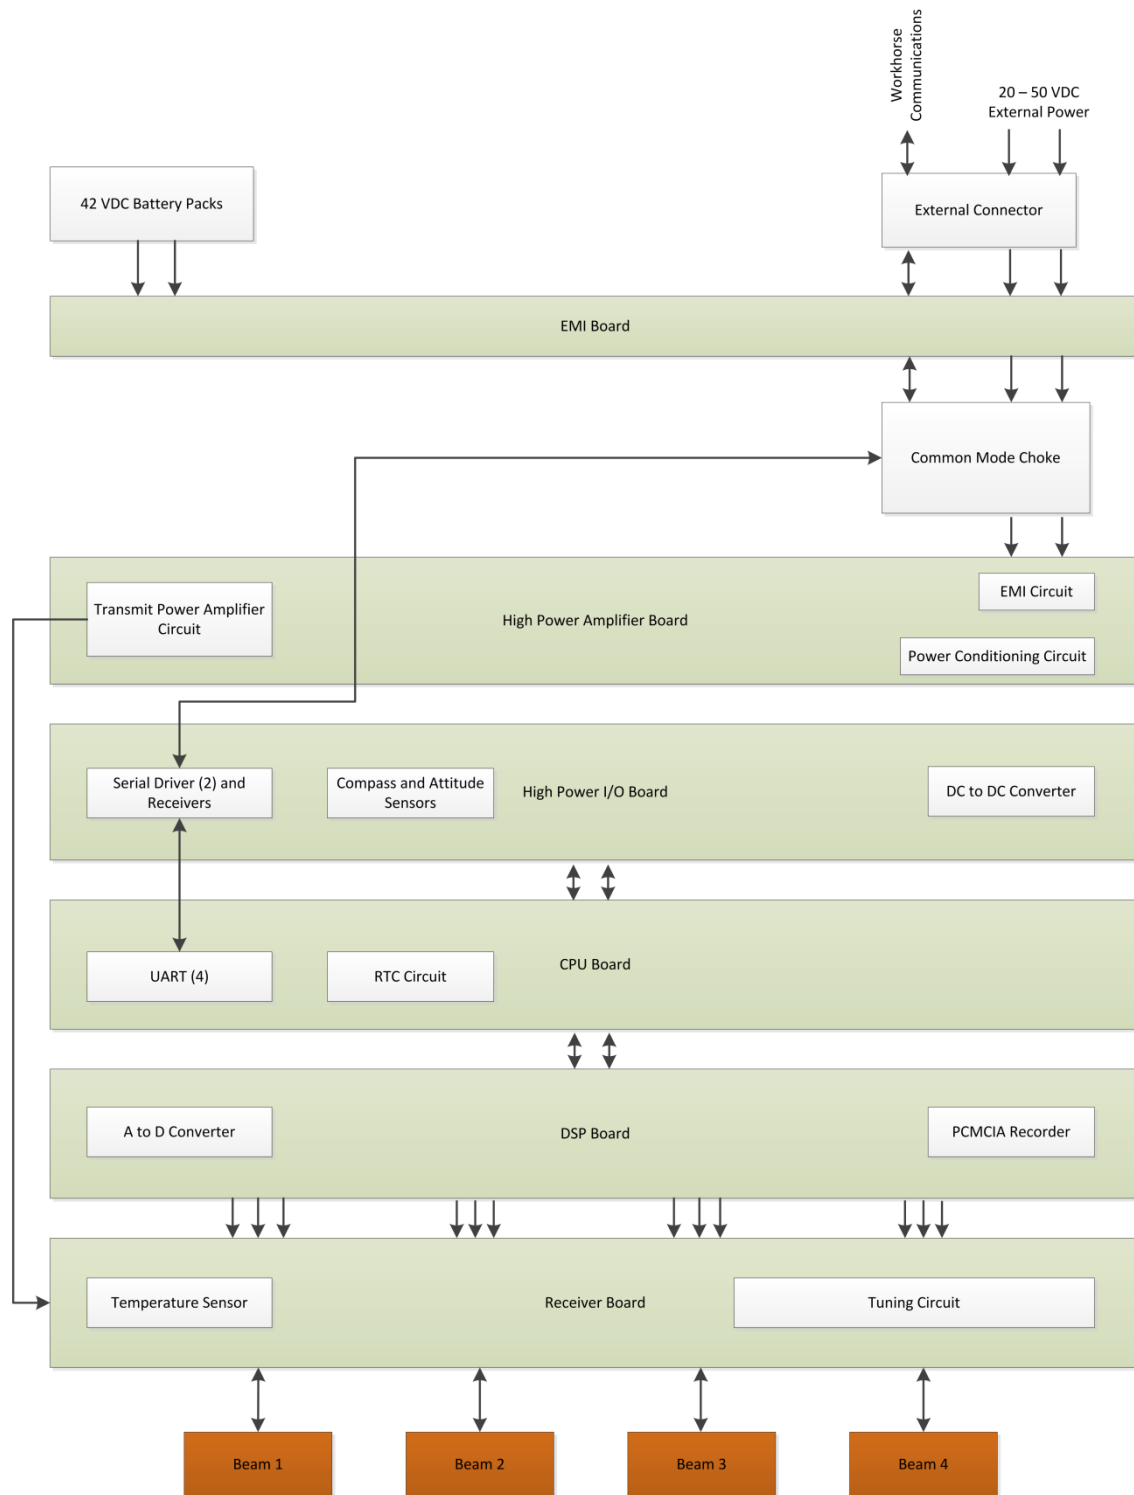 Workhorse
Communications
20 – 50 VDC
External Power
42 VDC Battery Packs
External Connector
EMI Board
Common Mode Choke
Transmit Power Amplifier
Circuit
High Power Amplifier Board
EMI Circuit
Power Conditioning Circuit
Serial Driver (2) and
Receivers
Compass and Attitude
Sensors
High Power I/O Board
DC to DC Converter
UART (4)
RTC Circuit
CPU Board
A to D Converter
DSP Board
PCMCIA Recorder
Temperature Sensor
Receiver Board
Tuning Circuit
Beam 1
Beam 2
Beam 3
Beam 4